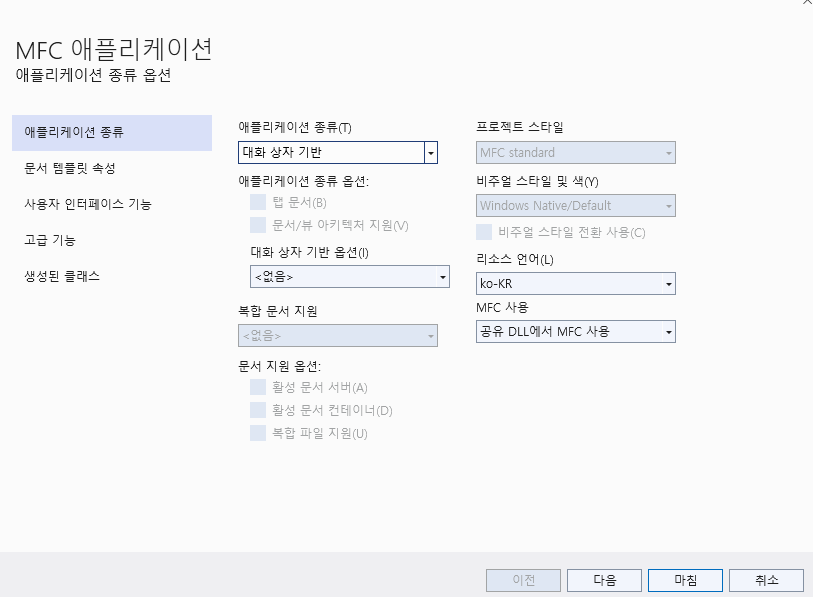 MFC 애플리케이션
애플리케이션 종류 옵션
애플리케이션 종류
문서 템플릿 속성
사용자 인터페이스 기능
고급 기능
생성된 클래스
애플리케이션 종류(T)
대화 상자 기반
애플리케이션 종류 옵션:
탭 문서(B)
문서/뷰 아키텍처 지원(V)
대화 상자 기반 옵션(I)
<없음>
복합 문서 지원
<없음>
문서 지원 옵션:
활성 문서 서버(A)
활성 문서 컨테이너(D)
복합 파일 지원(U)
프로젝트 스타일
MFC standard
비주얼 스타일 및 색(Y)
Windows Native/Default
비주얼 스타일 전환 사용(C)
리소스 언어(L)
ko-KR
MFC 사용
공유 DLL에서 MFC 사용
이전
다음
마침
취소